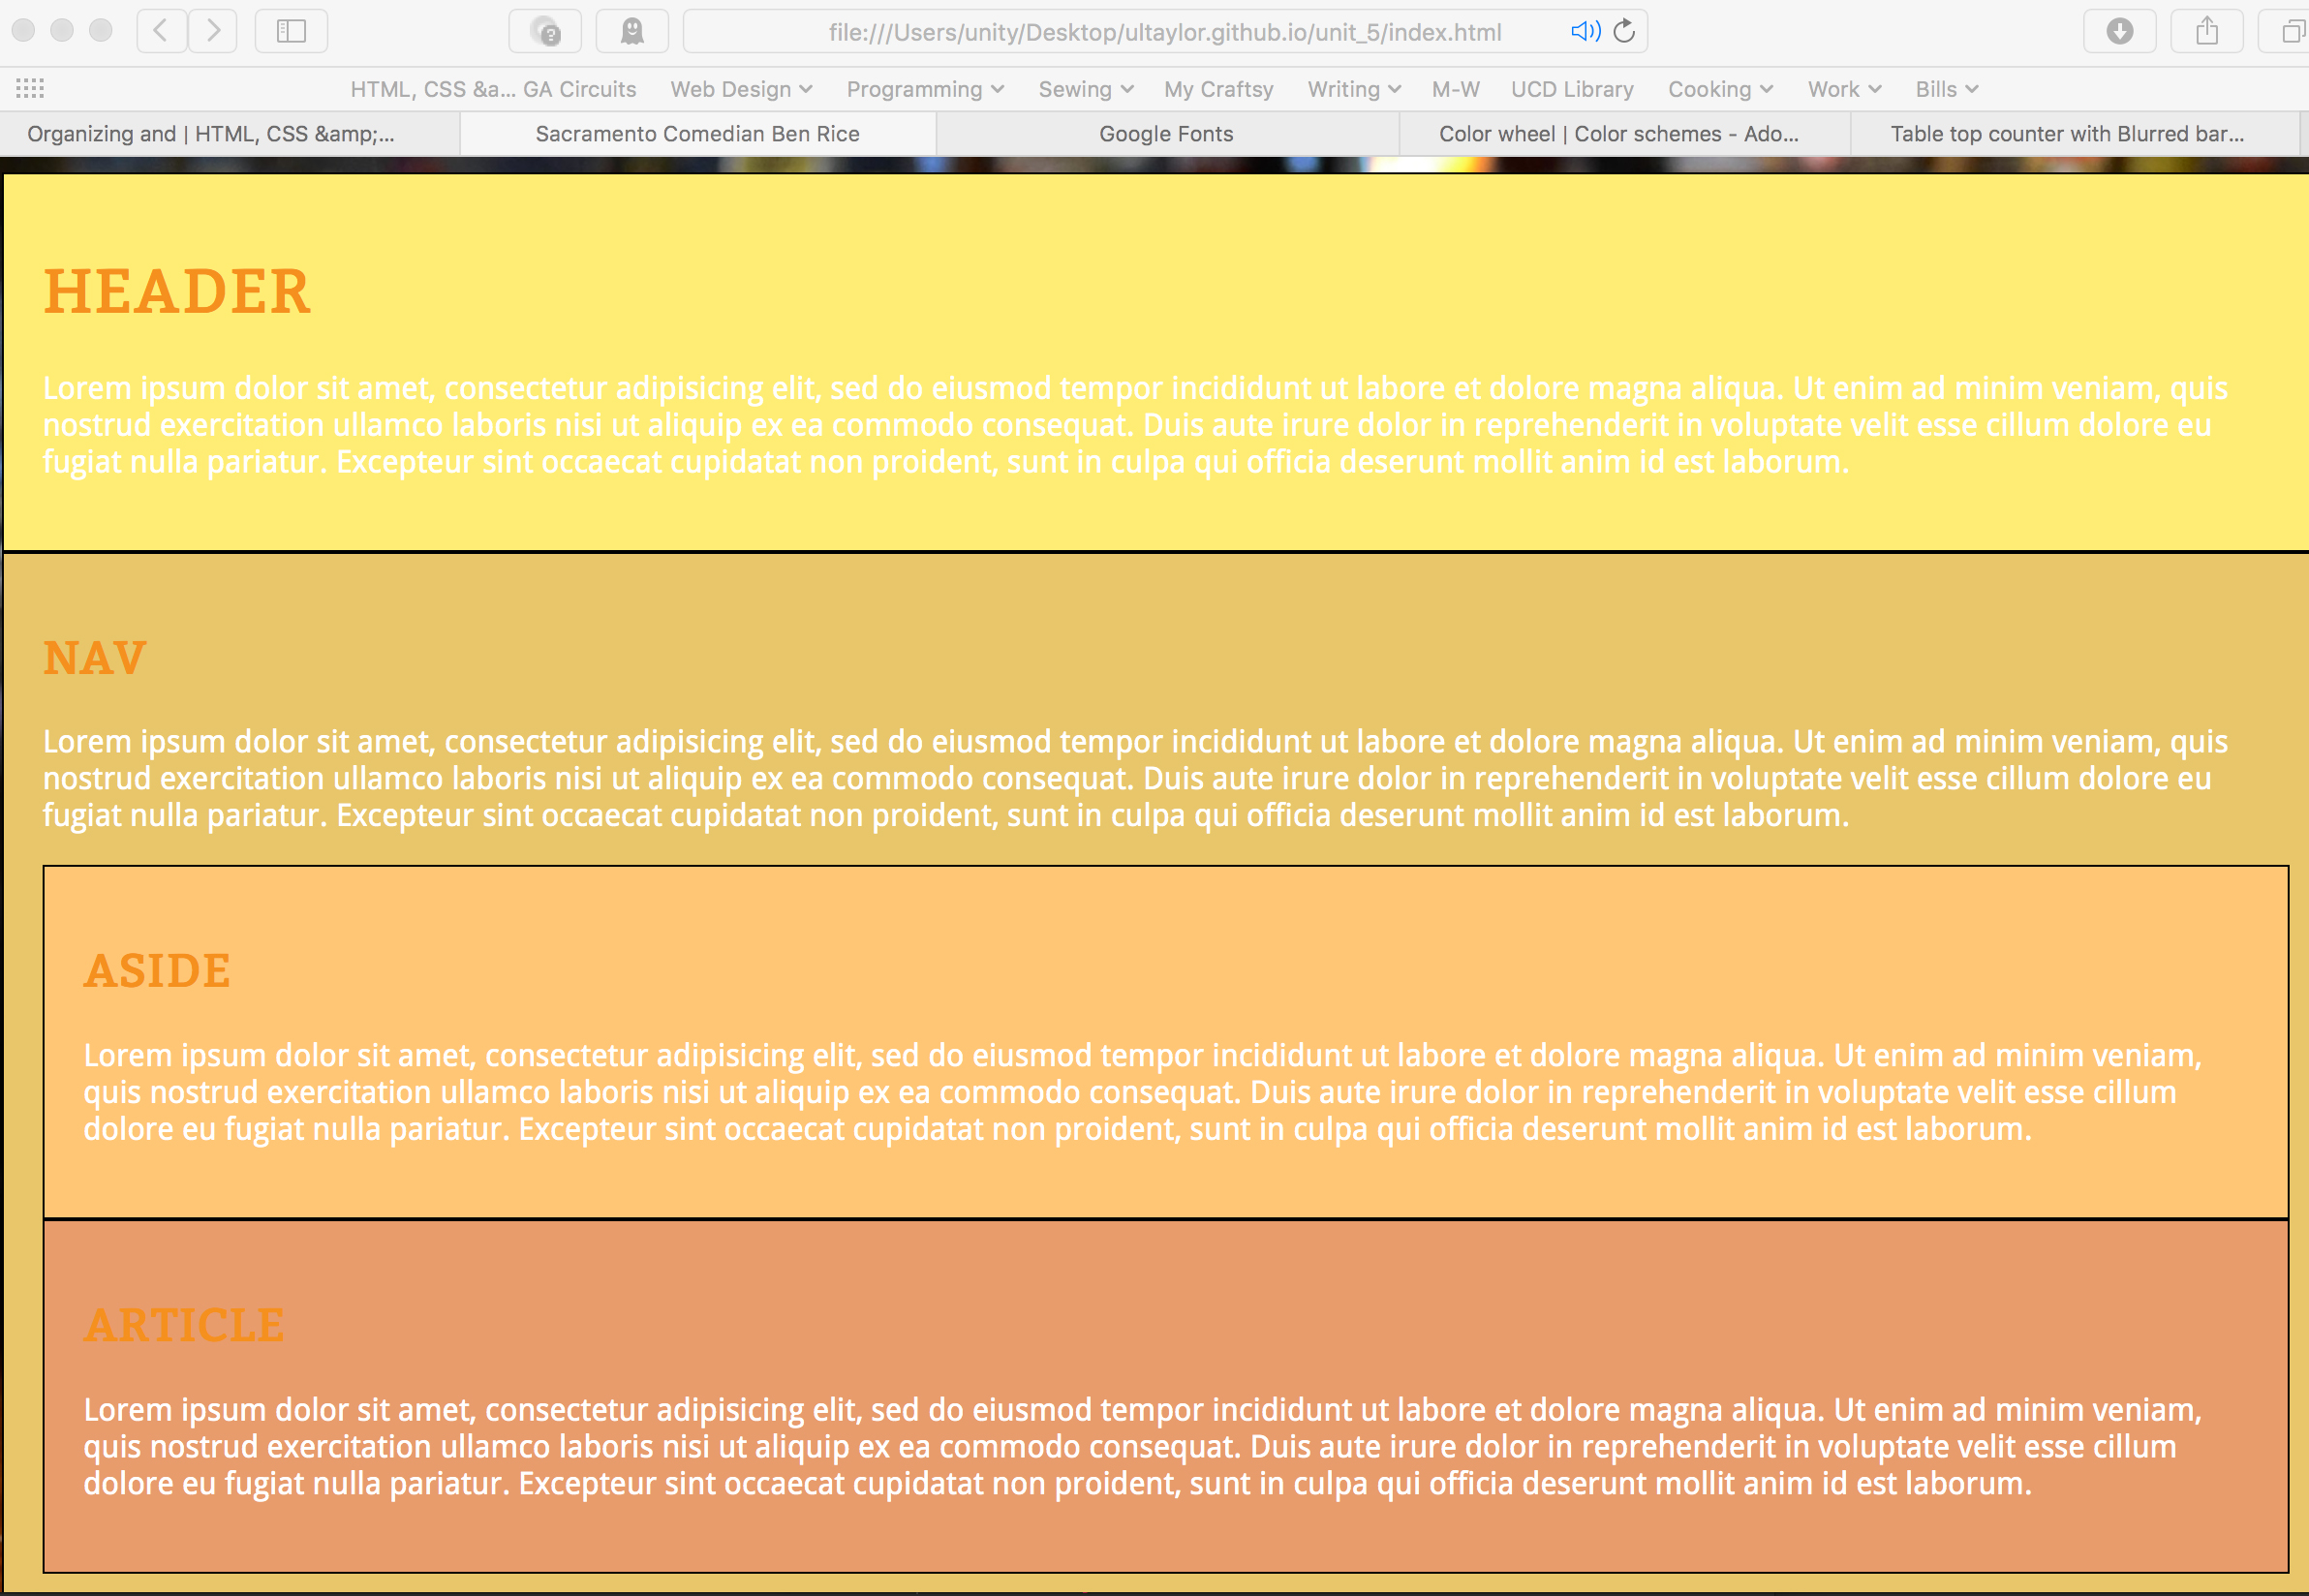 file:///Users/unity/Desktop/ultaylor.github.io/unit_5/index.html
HTML, CSS &a... GA Circuits Web Design Programming Sewing My Craftsy Writing M-W UCD Library Cooking Work Bills
Organizing and | HTML, CSS &amp;... Sacramento Comedian Ben Rice Google Fonts Color wheel | Color schemes - Ado... Table top counter with Blurred bar...
HEADER
Lorem ipsum dolor sit amet, consectetur adipisicing elit, sed do eiusmod tempor incididunt ut labore et dolore magna aliqua. Ut enim ad minim veniam, quis
nostrud exercitation ullamco laboris nisi ut aliquip ex ea commodo consequat. Duis aute irure dolor in reprehenderit in voluptate velit esse cillum dolore eu
fugiat nulla pariatur. Excepteur sint occaecat cupidatat non proident, sunt in culpa qui officia deserunt mollit anim id est laborum.
NAV
Lorem ipsum dolor sit amet, consectetur adipisicing elit, sed do eiusmod tempor incididunt ut labore et dolore magna aliqua. Ut enim ad minim veniam, quis
nostrud exercitation ullamco laboris nisi ut aliquip ex ea commodo consequat. Duis aute irure dolor in reprehenderit in voluptate velit esse cillum dolore eu
fugiat nulla pariatur. Excepteur sint occaecat cupidatat non proident, sunt in culpa qui officia deserunt mollit anim id est laborum.
ASIDE
Lorem ipsum dolor sit amet, consectetur adipisicing elit, sed do eiusmod tempor incididunt ut labore et dolore magna aliqua. Ut enim ad minim veniam,
quis nostrud exercitation ullamco laboris nisi ut aliquip ex ea commodo consequat. Duis aute irure dolor in reprehenderit in voluptate velit esse cillum
dolore eu fugiat nulla pariatur. Excepteur sint occaecat cupidatat non proident, sunt in culpa qui officia deserunt mollit anim id est laborum.
ARTICLE
Lorem ipsum dolor sit amet, consectetur adipisicing elit, sed do eiusmod tempor incididunt ut labore et dolore magna aliqua. Ut enim ad minim veniam,
quis nostrud exercitation ullamco laboris nisi ut aliquip ex ea commodo consequat. Duis aute irure dolor in reprehenderit in voluptate velit esse cillum
dolore eu fugiat nulla pariatur. Excepteur sint occaecat cupidatat non proident, sunt in culpa qui officia deserunt mollit anim id est laborum.